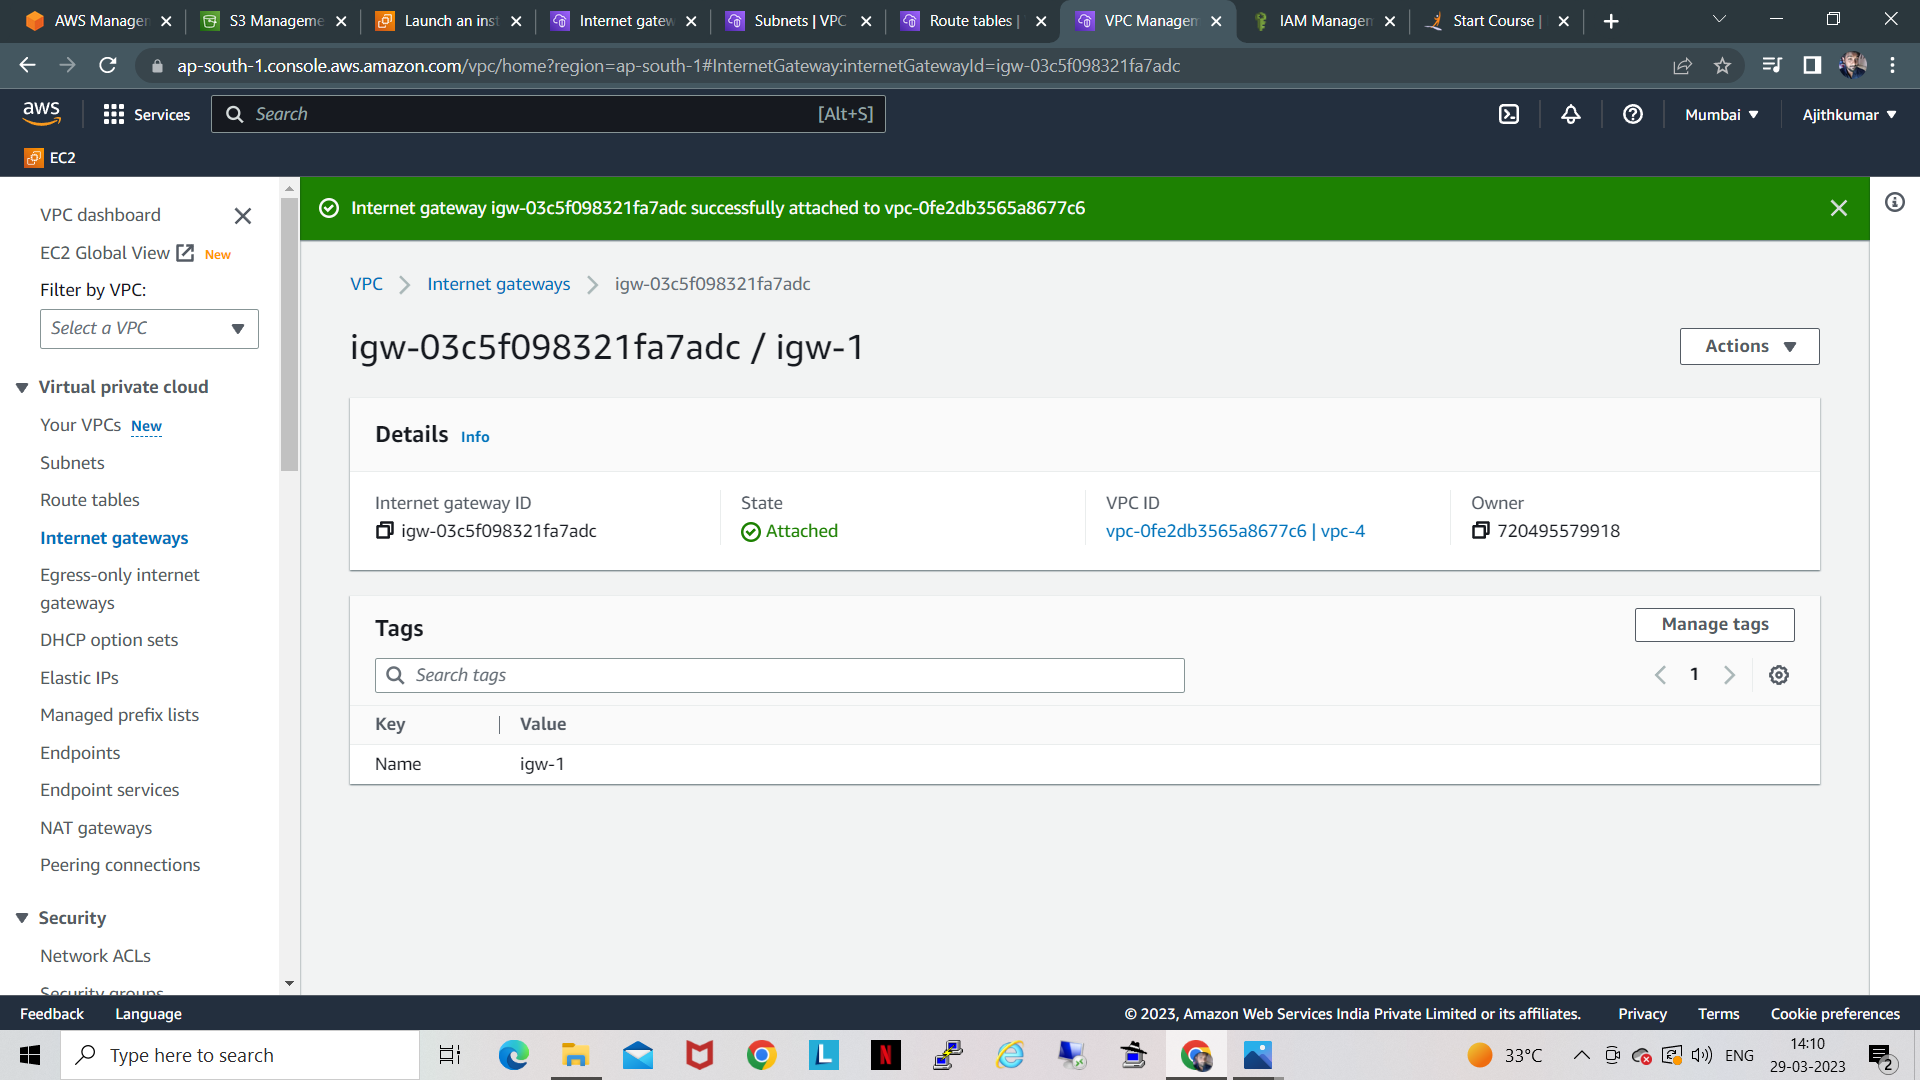 AWS Managem
S3 Manageme
Launch an inst
Internet gatew
Subnets | VPC
Route tables |
VPC Managem
IAM Managem
Start Course |
ap-south-1.console.aws.amazon.com/vpc/home?region=ap-south-1#InternetGateway:internetGatewayId=igw-03c5f098321fa7adc
aws
Services
Search
[Alt+S]
Mumbai
Ajithkumar
EC2
VPC dashboard
EC2 Global View New
Filter by VPC:
Select a VPC
Virtual private cloud
Your VPCs New
Subnets
Route tables
Internet gateways
Egress-only internet
gateways
DHCP option sets
Elastic IPs
Managed prefix lists
Endpoints
Endpoint services
NAT gateways
Peering connections
Security
Network ACLs
Security groups
Internet gateway igw-03c5f098321fa7adc successfully attached to vpc-0fe2db3565a8677c6
VPC
Internet gateways
igw-03c5f098321fa7adc
igw-03c5f098321fa7adc / igw-1
Actions
Details Info
Internet gateway ID
igw-03c5f098321fa7adc
State
Attached
VPC ID
vpc-0fe2db3565a8677c6 | vpc-4
Owner
720495579918
Tags
Manage tags
Search tags
1
Key
Value
Name
igw-1
Feedback
Language
© 2023, Amazon Web Services India Private Limited or its affiliates.
Privacy
Terms
Cookie preferences
Type here to search
L
N
33°C
ENG
14:10
29-03-2023
2